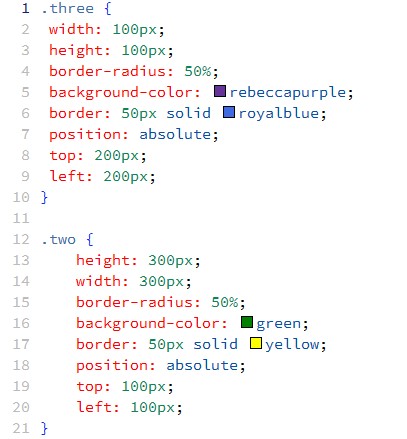 1 .three {
2 width: 100px;
3 height: 100px;
4 border-radius: 50%;
5 background-color: rebeccapurple;
6 border: 50px solid royalblue;
7 position: absolute;
8 top: 200px;
9 left: 200px;
10 }
11
12 .two {
13 height: 300px;
14 width: 300px;
15 border-radius: 50%;
16 background-color: green;
17 border: 50px solid yellow;
18 position: absolute;
19 top: 100px;
20 left: 100px;
21 }